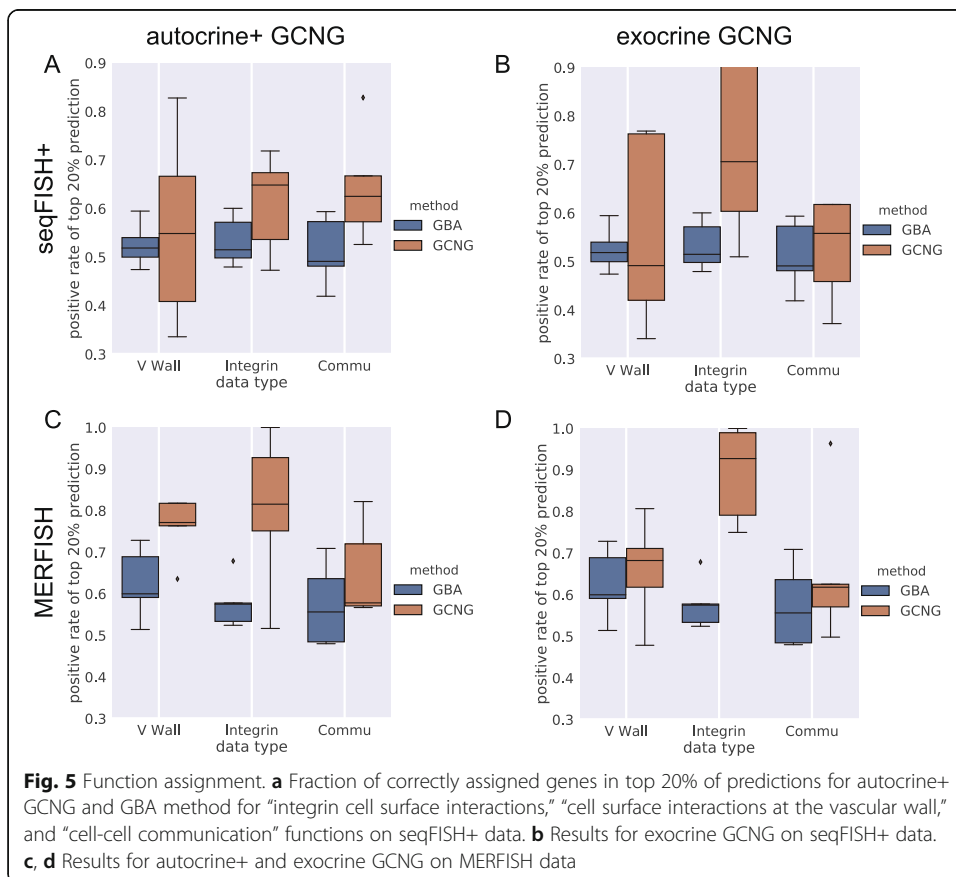 autocrine+ GCNG
exocrine GCNG
seqFISH+
MERFISH
A
0.9
0.8
0.7
0.6
0.5
0.4
0.3
positive rate of top 20% prediction
V Wall
Integrin
Commu
data type
method
GBA
GCNG
B
0.9
0.8
0.7
0.6
0.5
0.4
0.3
positive rate of top 20% prediction
V Wall
Integrin
Commu
data type
method
GBA
GCNG
C
1.0
0.9
0.8
0.7
0.6
0.5
0.4
0.3
positive rate of top 20% prediction
V Wall
Integrin
Commu
data type
method
GBA
GCNG
D
1.0
0.9
0.8
0.7
0.6
0.5
0.4
0.3
positive rate of top 20% prediction
V Wall
Integrin
Commu
data type
method
GBA
GCNG
Fig. 5 Function assignment. a Fraction of correctly assigned genes in top 20% of predictions for autocrine+
GCNG and GBA method for “integrin cell surface interactions,” “cell surface interactions at the vascular wall,”
and “cell-cell communication” functions on seqFISH+ data. b Results for exocrine GCNG on seqFISH+ data.
c, d Results for autocrine+ and exocrine GCNG on MERFISH data